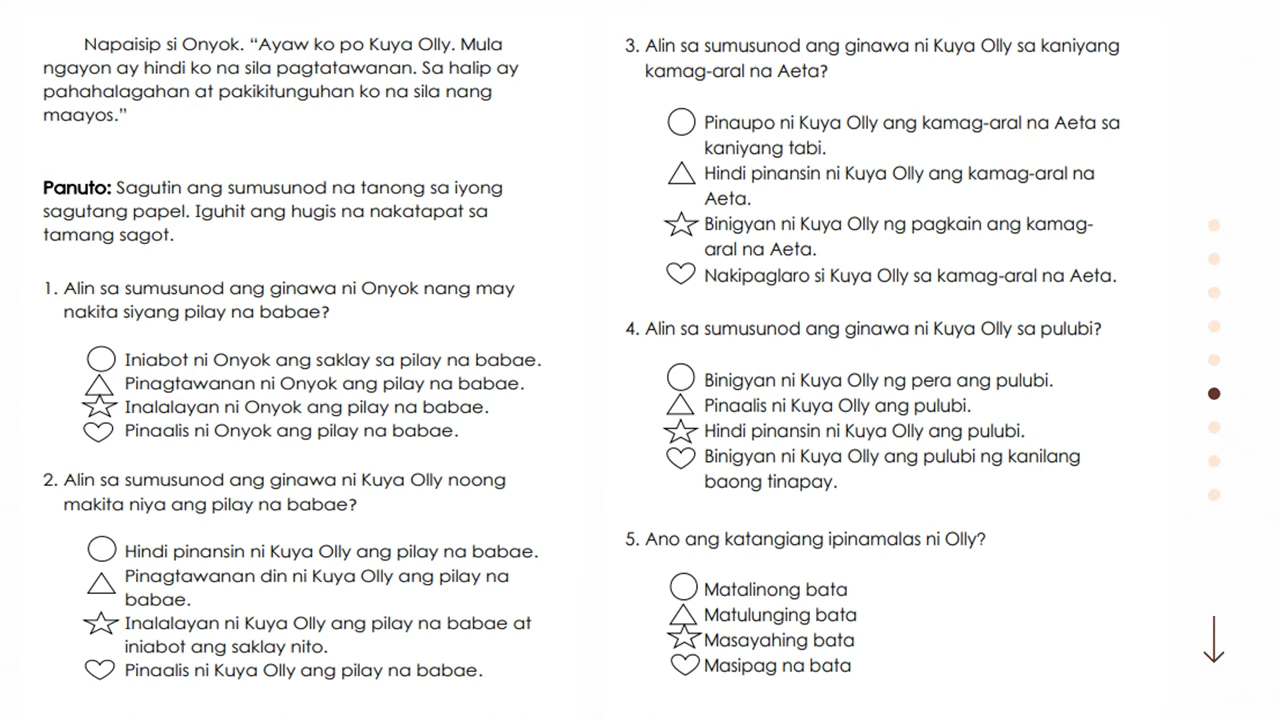 Napaisip si Onyok. “Ayaw ko po Kuya Olly. Mula
ngayon ay hindi ko na sila pagtatawanan. Sa halip ay
pahahalagahan at pakikitunguhan ko na sila nang
maayos.”
Panuto: Sagutin ang sumusunod na tanong sa iyong
sagutang papel. Iguhit ang hugis na nakatapat sa
tamang sagot.
1. Alin sa sumusunod ang ginawa ni Onyok nang may
nakita siyang pilay na babae?
Iniabot ni Onyok ang saklay sa pilay na babae.
Pinagtawanan ni Onyok ang pilay na babae.
Inalalayan ni Onyok ang pilay na babae.
Pinaalis ni Onyok ang pilay na babae.
2. Alin sa sumusunod ang ginawa ni Kuya Olly noong
makita niya ang pilay na babae?
Hindi pinansin ni Kuya Olly ang pilay na babae.
Pinagtawanan din ni Kuya Olly ang pilay na
babae.
Inalalayan ni Kuya Olly ang pilay na babae at
iniabot ang saklay nito.
Pinaalis ni Kuya Olly ang pilay na babae.
3. Alin sa sumusunod ang ginawa ni Kuya Olly sa kaniyang
kamag-aral na Aeta?
Pinaupo ni Kuya Olly ang kamag-aral na Aeta sa
kaniyang tabi.
Hindi pinansin ni Kuya Olly ang kamag-aral na
Aeta.
Binigyan ni Kuya Olly ng pagkain ang kamag-
aral na Aeta.
Nakipaglaro si Kuya Olly sa kamag-aral na Aeta.
4. Alin sa sumusunod ang ginawa ni Kuya Olly sa pulubi?
Binigyan ni Kuya Olly ng pera ang pulubi.
Pinaalis ni Kuya Olly ang pulubi.
Hindi pinansin ni Kuya Olly ang pulubi.
Binigyan ni Kuya Olly ang pulubi ng kanilang
baong tinapay.
5. Ano ang katangiang ipinamalas ni Olly?
Matalinong bata
Matulunging bata
Masayahing bata
Masipag na bata